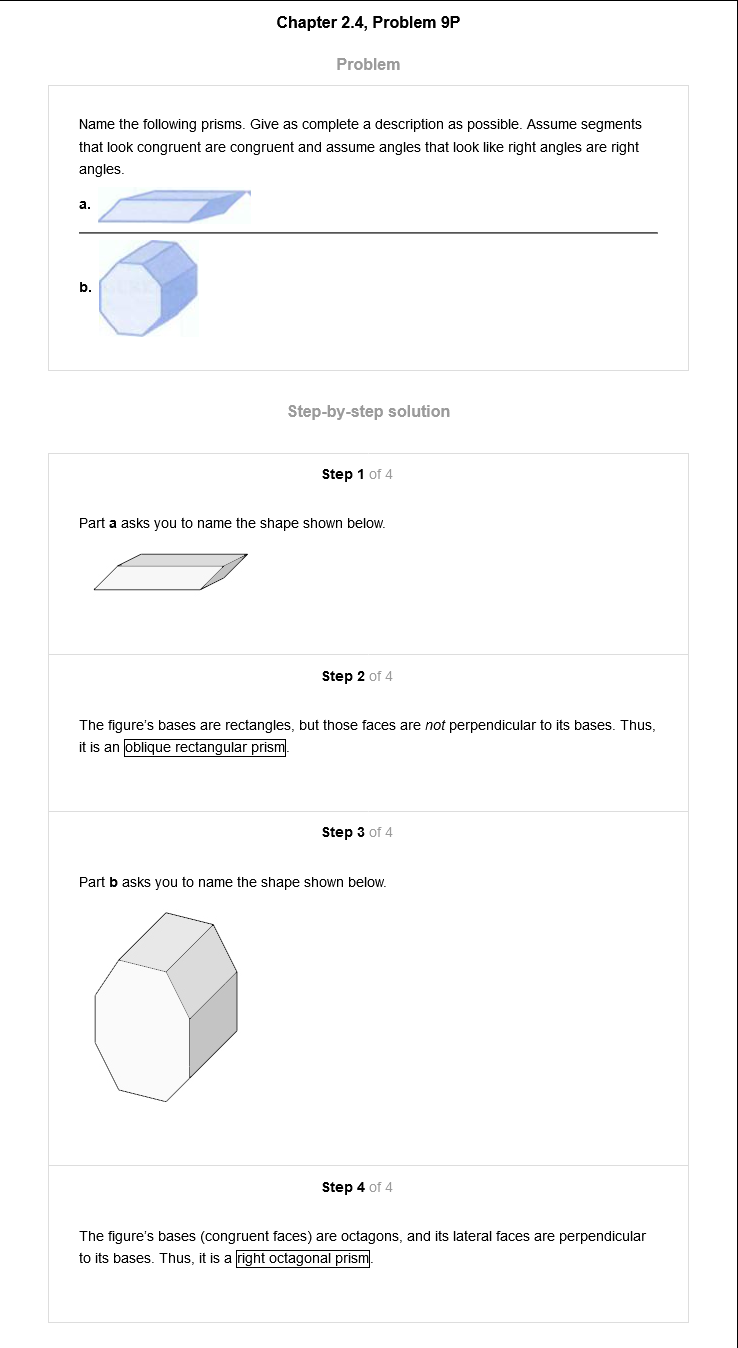 Chapter 2.4, Problem 9P
Problem
Name the following prisms. Give as complete a description as possible. Assume segments
that look congruent are congruent and assume angles that look like right angles are right
angles.
a.
b.
Step-by-step solution
Step 1 of 4
Part a asks you to name the shape shown below.
Step 2 of 4
The figure's bases are rectangles, but those faces are not perpendicular to its bases. Thus,
it is an oblique rectangular prism.
Step 3 of 4
Part b asks you to name the shape shown below.
Step 4 of 4
The figure's bases (congruent faces) are octagons, and its lateral faces are perpendicular
to its bases. Thus, it is a right octagonal prism.